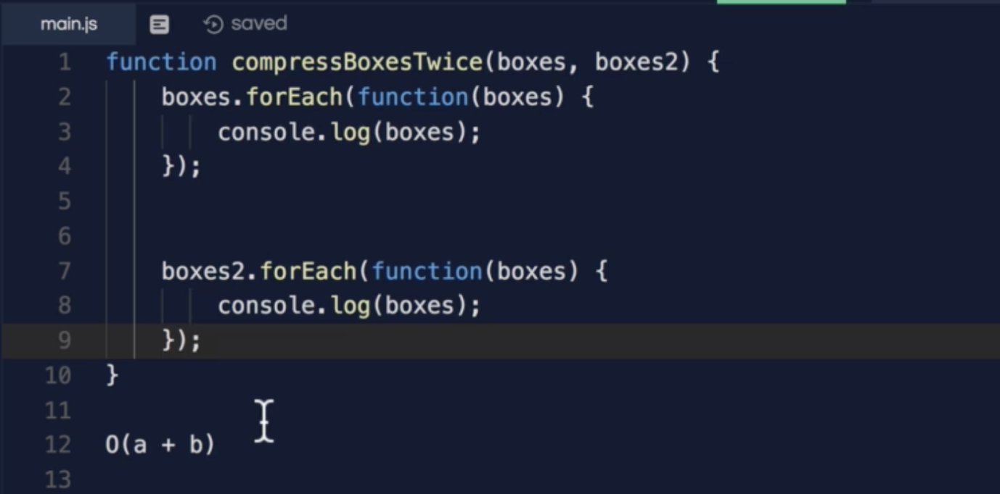 main.js saved
1 function compressBoxesTwice(boxes, boxes2) {
2 boxes.forEach(function(boxes) {
3 console.log(boxes);
4 });
5
6
7 boxes2.forEach(function(boxes) {
8 console.log(boxes);
9 });
10 }
11
12 O(a + b)
13